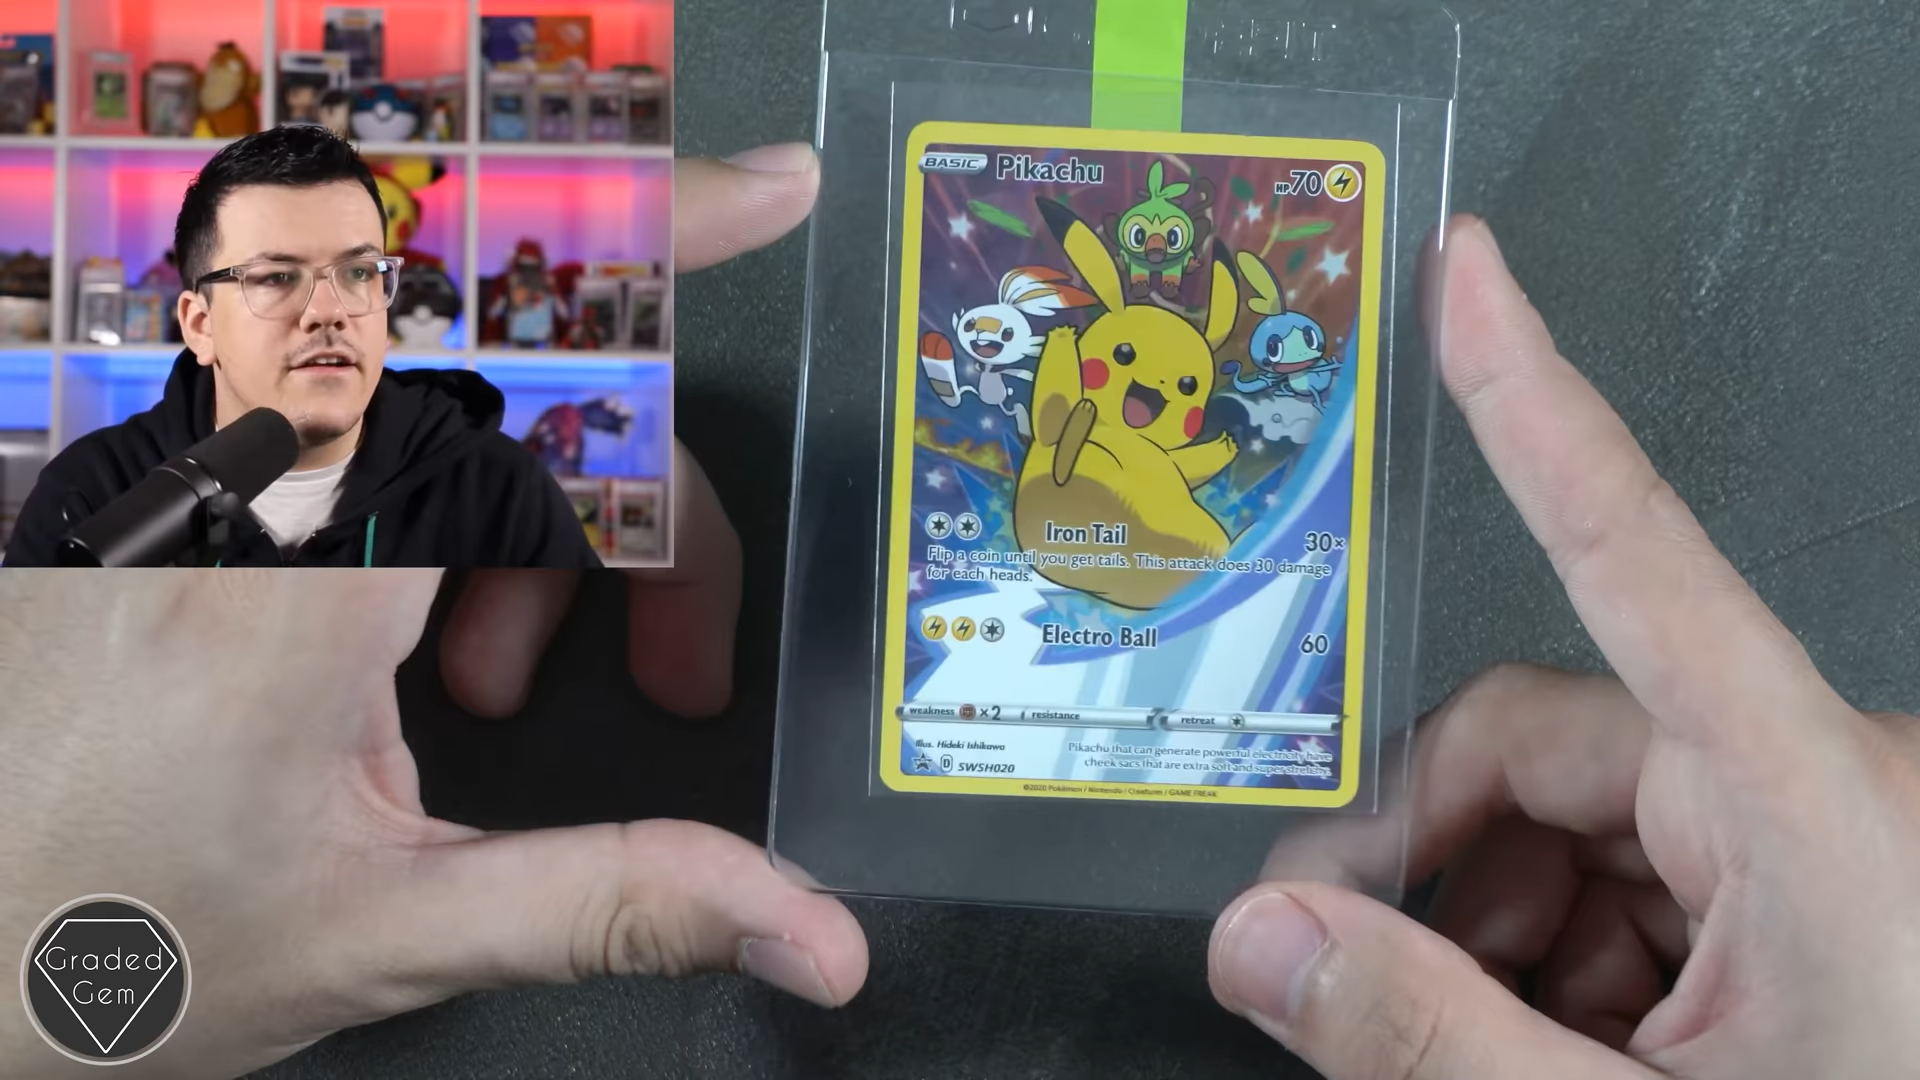 BASIC Pikachu HP70
Iron Tail 30×
Flip a coin until you get tails. This attack does 30 damage
for each heads.
Electro Ball 60
weakness ×2 resistance retreat
Illus. Hideki Ishikawa
Pikachu that can generate powerful electricity have
cheek sacs that are extra soft and super stretchy.
D SWSH020
©2020 Pokémon / Nintendo / Creatures / GAME FREAK
Graded
Gem